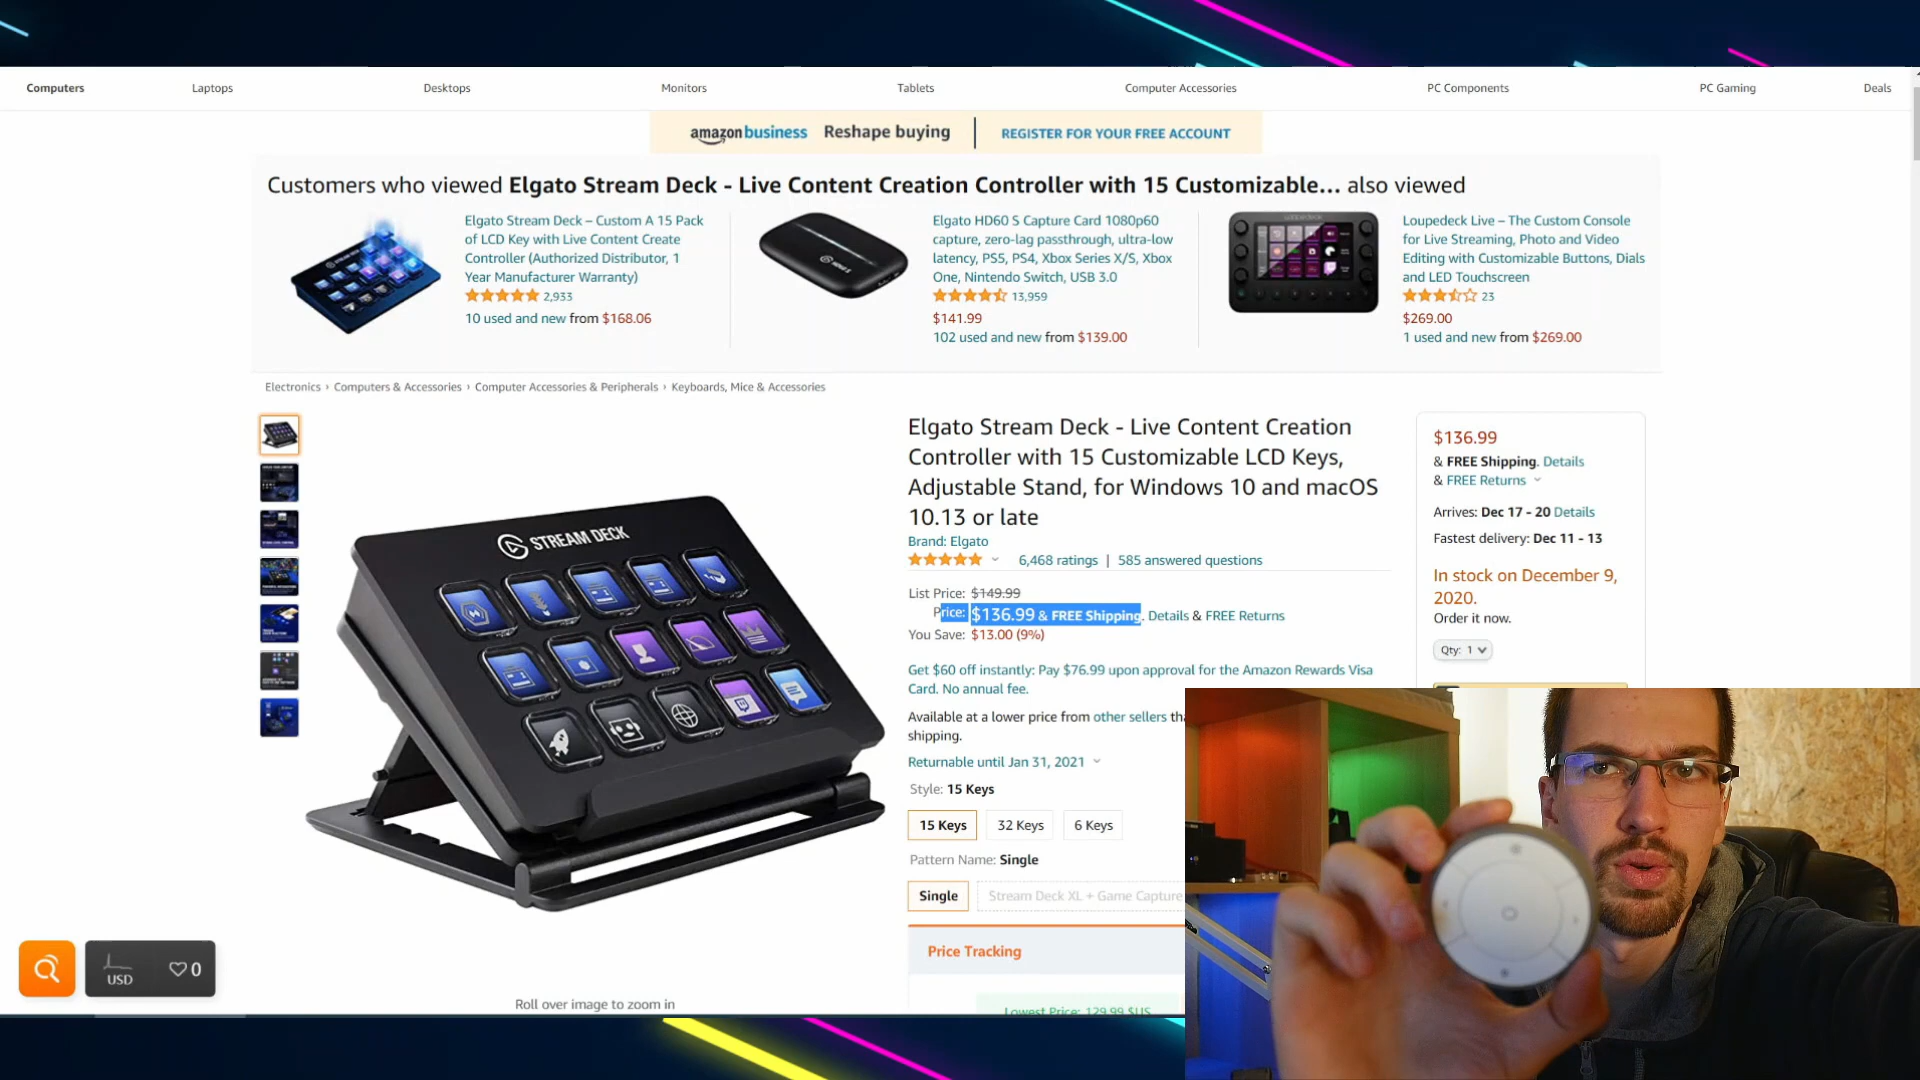 Computers
Laptops
Desktops
Monitors
Tablets
Computer Accessories
PC Components
PC Gaming
Deals
amazon business Reshape buying
REGISTER FOR YOUR FREE ACCOUNT
Customers who viewed Elgato Stream Deck - Live Content Creation Controller with 15 Customizable... also viewed
Elgato Stream Deck – Custom A 15 Pack
of LCD Key with Live Content Create
Controller (Authorized Distributor, 1
Year Manufacturer Warranty)
2,933
10 used and new from $168.06
Elgato HD60 S Capture Card 1080p60
capture, zero-lag passthrough, ultra-low
latency, PS5, PS4, Xbox Series X/S, Xbox
One, Nintendo Switch, USB 3.0
13,959
$141.99
102 used and new from $139.00
Loupedeck Live – The Custom Console
for Live Streaming, Photo and Video
Editing with Customizable Buttons, Dials
and LED Touchscreen
23
$269.00
1 used and new from $269.00
Electronics › Computers & Accessories › Computer Accessories & Peripherals › Keyboards, Mice & Accessories
STREAM DECK
Roll over image to zoom in
USD
0
Elgato Stream Deck - Live Content Creation
Controller with 15 Customizable LCD Keys,
Adjustable Stand, for Windows 10 and macOS
10.13 or late
Brand: Elgato
6,468 ratings | 585 answered questions
List Price: $149.99
Price: $136.99 & FREE Shipping. Details & FREE Returns
You Save: $13.00 (9%)
Get $60 off instantly: Pay $76.99 upon approval for the Amazon Rewards Visa
Card. No annual fee.
Available at a lower price from other sellers
shipping.
Returnable until Jan 31, 2021
Style: 15 Keys
15 Keys
32 Keys
6 Keys
Pattern Name: Single
Single
Stream Deck XL + Game Capture
Price Tracking
Lowest Price: 129.99 $US
$136.99
& FREE Shipping. Details
& FREE Returns
Arrives: Dec 17 - 20 Details
Fastest delivery: Dec 11 - 13
In stock on December 9,
2020.
Order it now.
Qty: 1